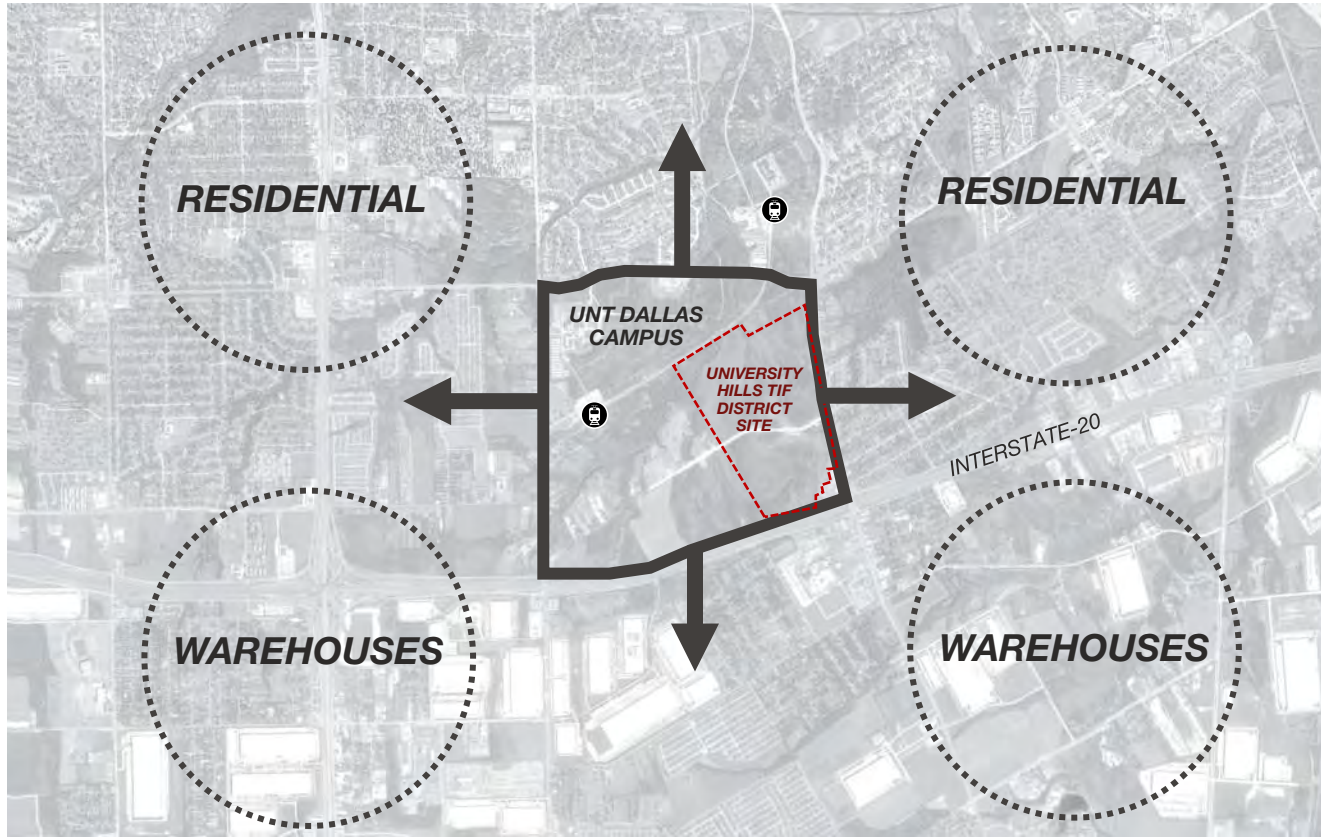 RESIDENTIAL
RESIDENTIAL
UNT DALLAS
CAMPUS
UNIVERSITY
HILLS TIF
DISTRICT
SITE
INTERSTATE-20
WAREHOUSES
WAREHOUSES